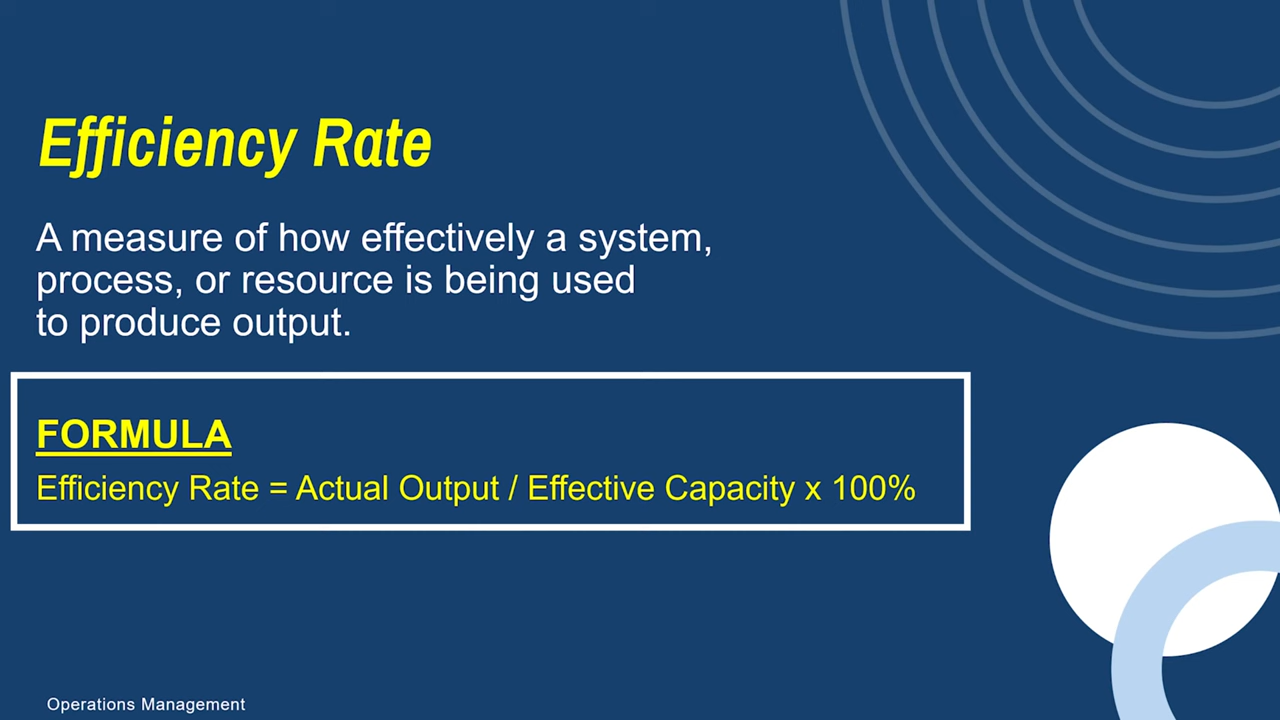 Efficiency Rate
A measure of how effectively a system,
process, or resource is being used
to produce output.
FORMULA
Efficiency Rate = Actual Output / Effective Capacity x 100%
Operations Management